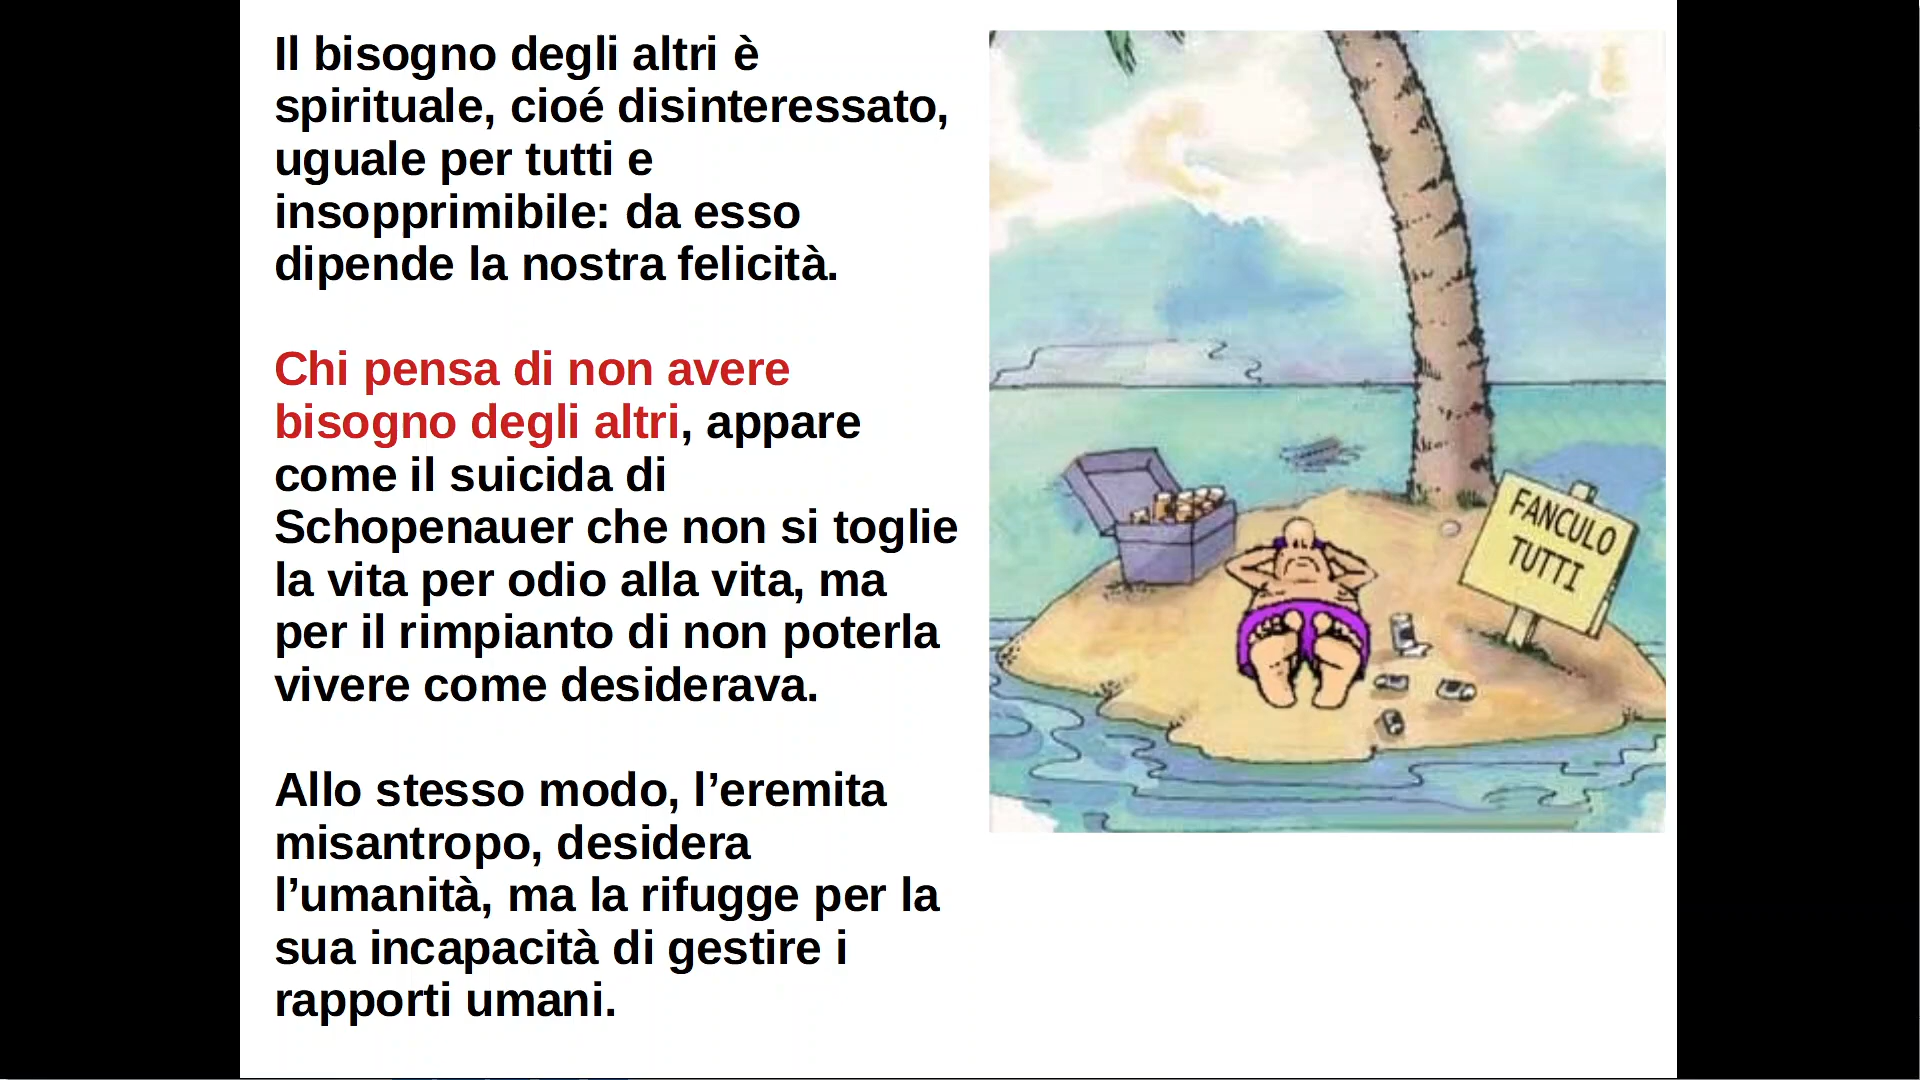 Il bisogno degli altri è
spirituale, cioé disinteressato,
uguale per tutti e
insopprimibile: da esso
dipende la nostra felicità.
Chi pensa di non avere
bisogno degli altri, appare
come il suicida di
Schopenauer che non si toglie
la vita per odio alla vita, ma
per il rimpianto di non poterla
vivere come desiderava.
Allo stesso modo, l’eremita
misantropo, desidera
l’umanità, ma la rifugge per la
sua incapacità di gestire i
rapporti umani.
FANCULO
TUTTI